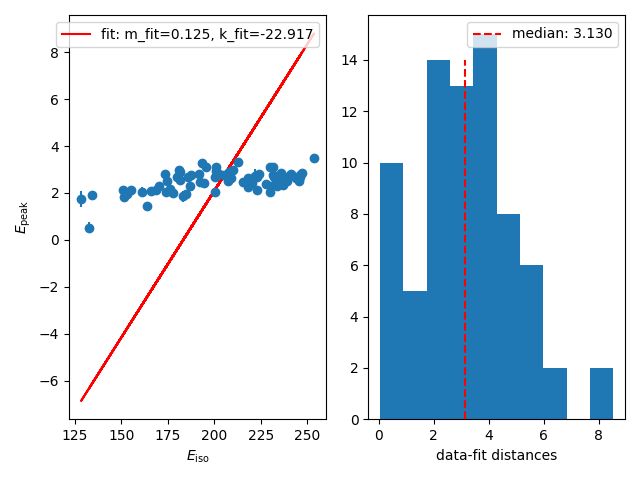 fit: m_fit=0.125, k_fit=-22.917
8
6
4
2
0
−2
−4
−6
E_peak
125 150 175 200 225 250
E_iso
median: 3.130
14
12
10
8
6
4
2
0
0 2 4 6 8
data-fit distances